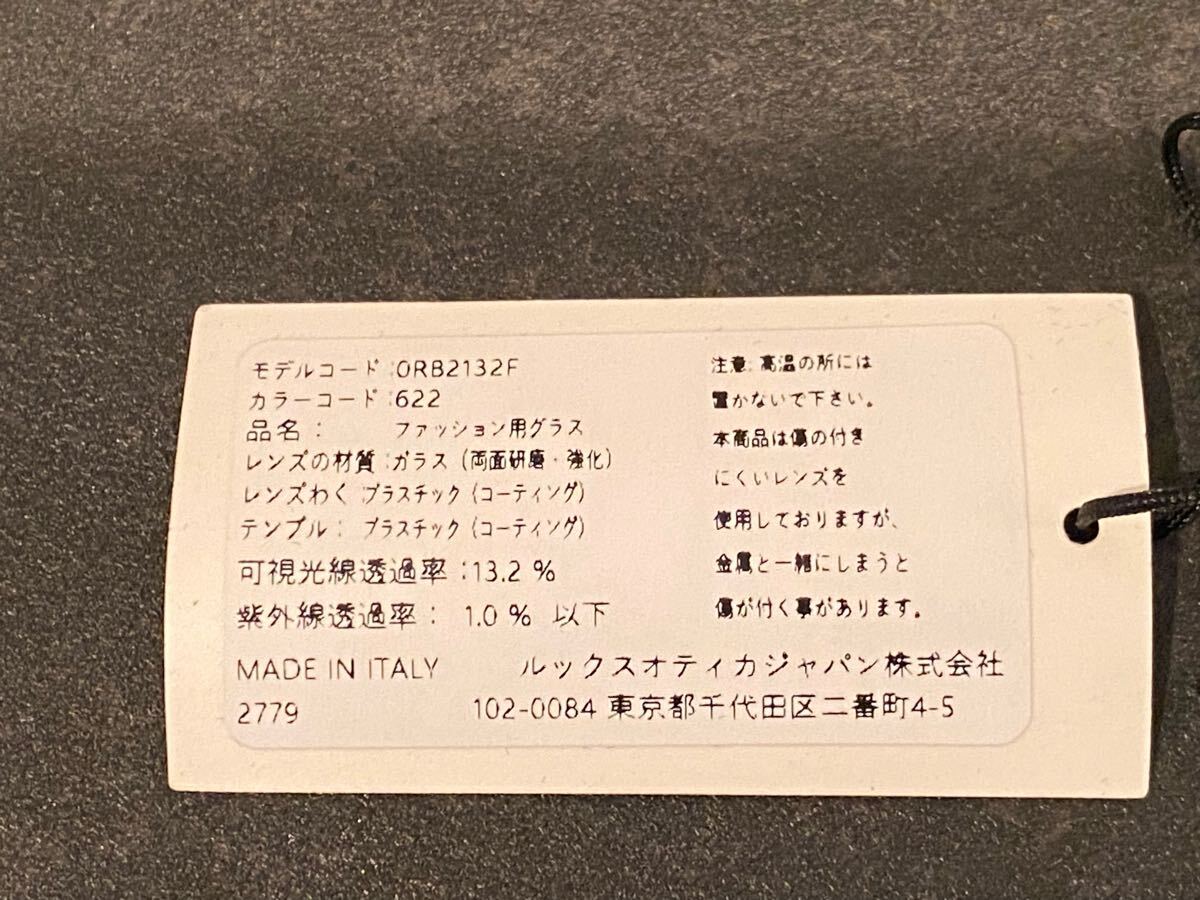 モデルコード:0RB2132F
カラーコード:622
品名: ファッション用グラス
レンズの材質:ガラス(両面研磨・強化)
レンズわく プラスチック(コーティング)
テンプル: プラスチック(コーティング)
可視光線透過率:13.2 %
紫外線透過率: 1.0 % 以下
注意:高温の所には
置かないで下さい。
本商品は傷の付き
にくいレンズを
使用しておりますが、
金属と一緒にしまうと
傷が付く事があります。
MADE IN ITALY ルックスオティカジャパン株式会社
2779 102-0084 東京都千代田区二番町4-5